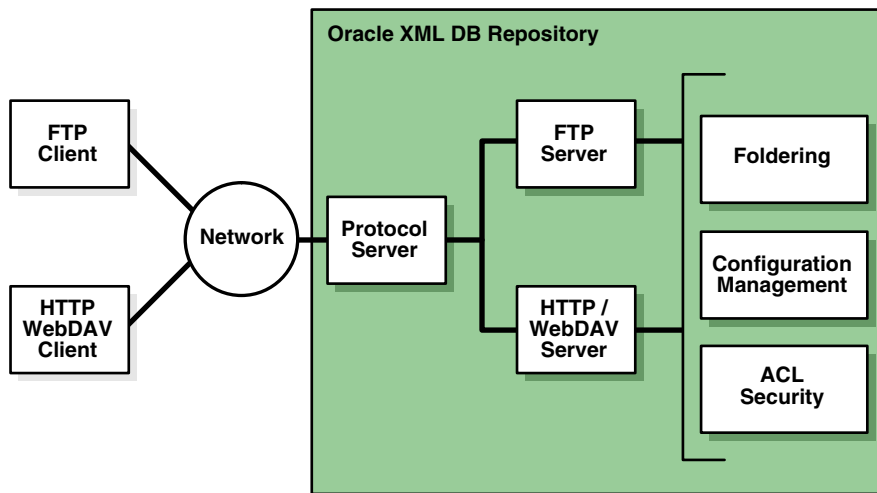 Oracle XML DB Repository
FTP
Client
HTTP
WebDAV
Client
Network
Protocol
Server
FTP
Server
HTTP /
WebDAV
Server
Foldering
Configuration
Management
ACL
Security